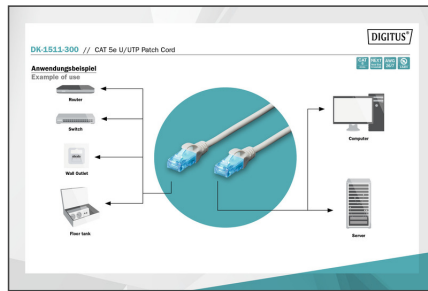 DIGITUS®
DK-1511-300 // CAT 5e U/UTP Patch Cord
Anwendungsbeispiel
Example of use
Router
Switch
Wall Outlet
Floor tank
Computer
Server